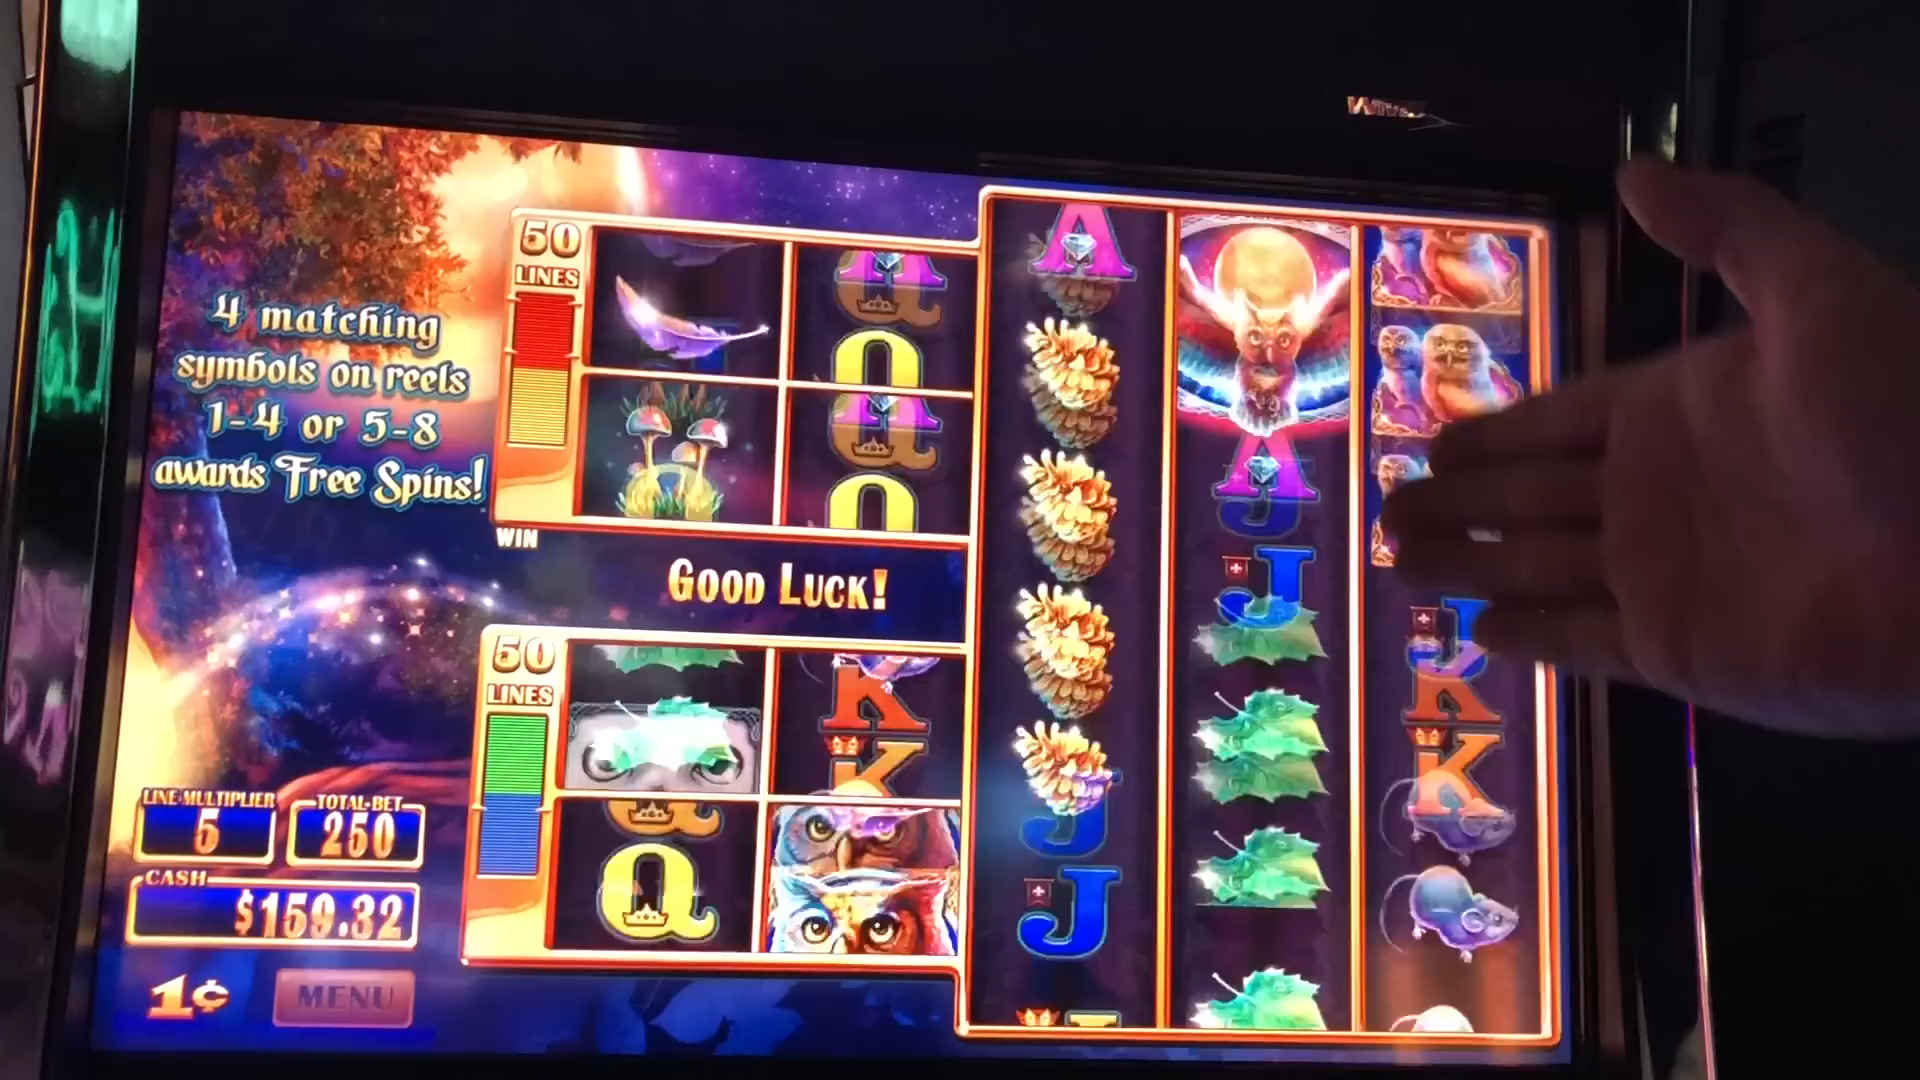 4 matching
symbols on reels
1-4 or 5-8
awards Free Spins!
50
LINES
WIN
GOOD LUCK!
50
LINES
LINE MULTIPLIER
5
TOTAL BET
250
CASH
$159.32
1¢
MENU
A
Q
A
Q
Q
K
K
Q
A
J
J
A
J
J
J
K
K